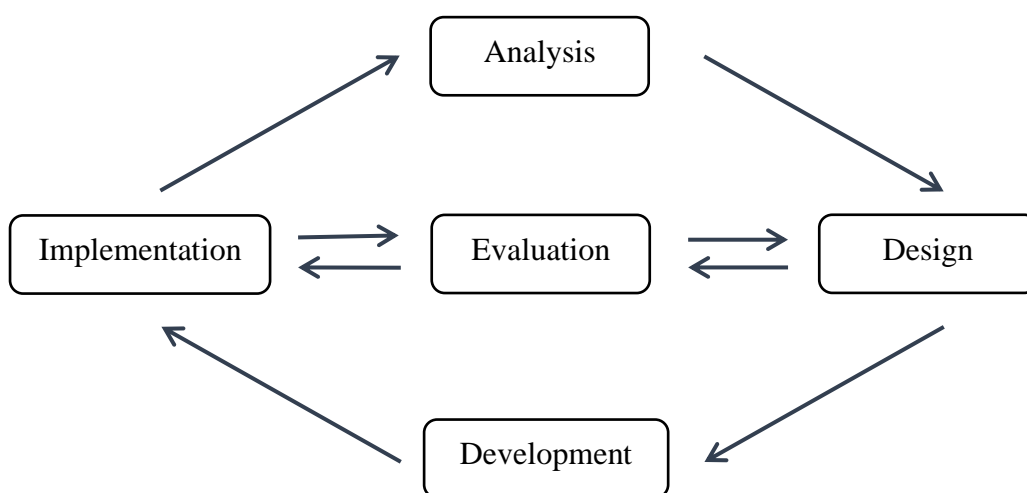 Analysis
Implementation
Evaluation
Design
Development